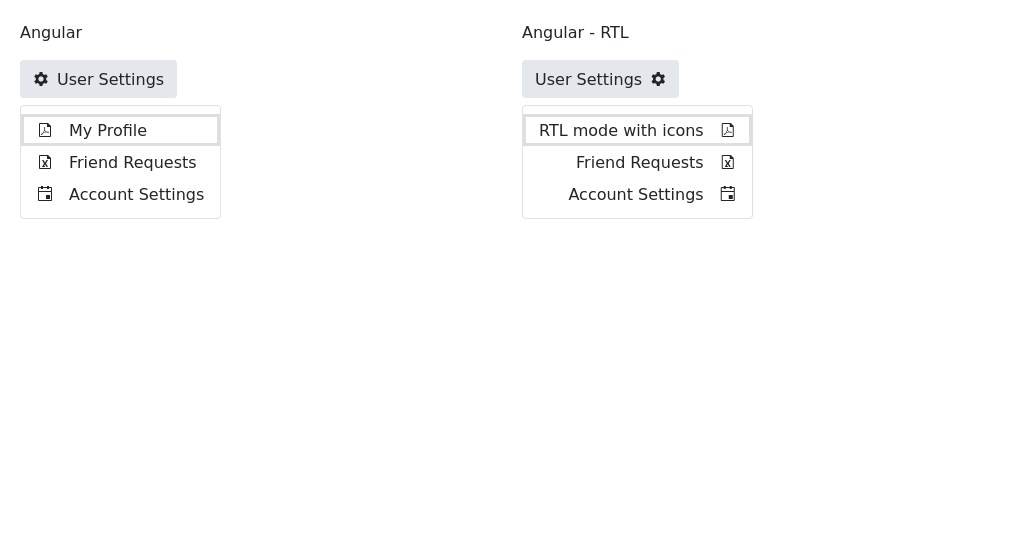 Angular
User Settings
My Profile
Friend Requests
Account Settings
Angular - RTL
User Settings
RTL mode with icons
Friend Requests
Account Settings